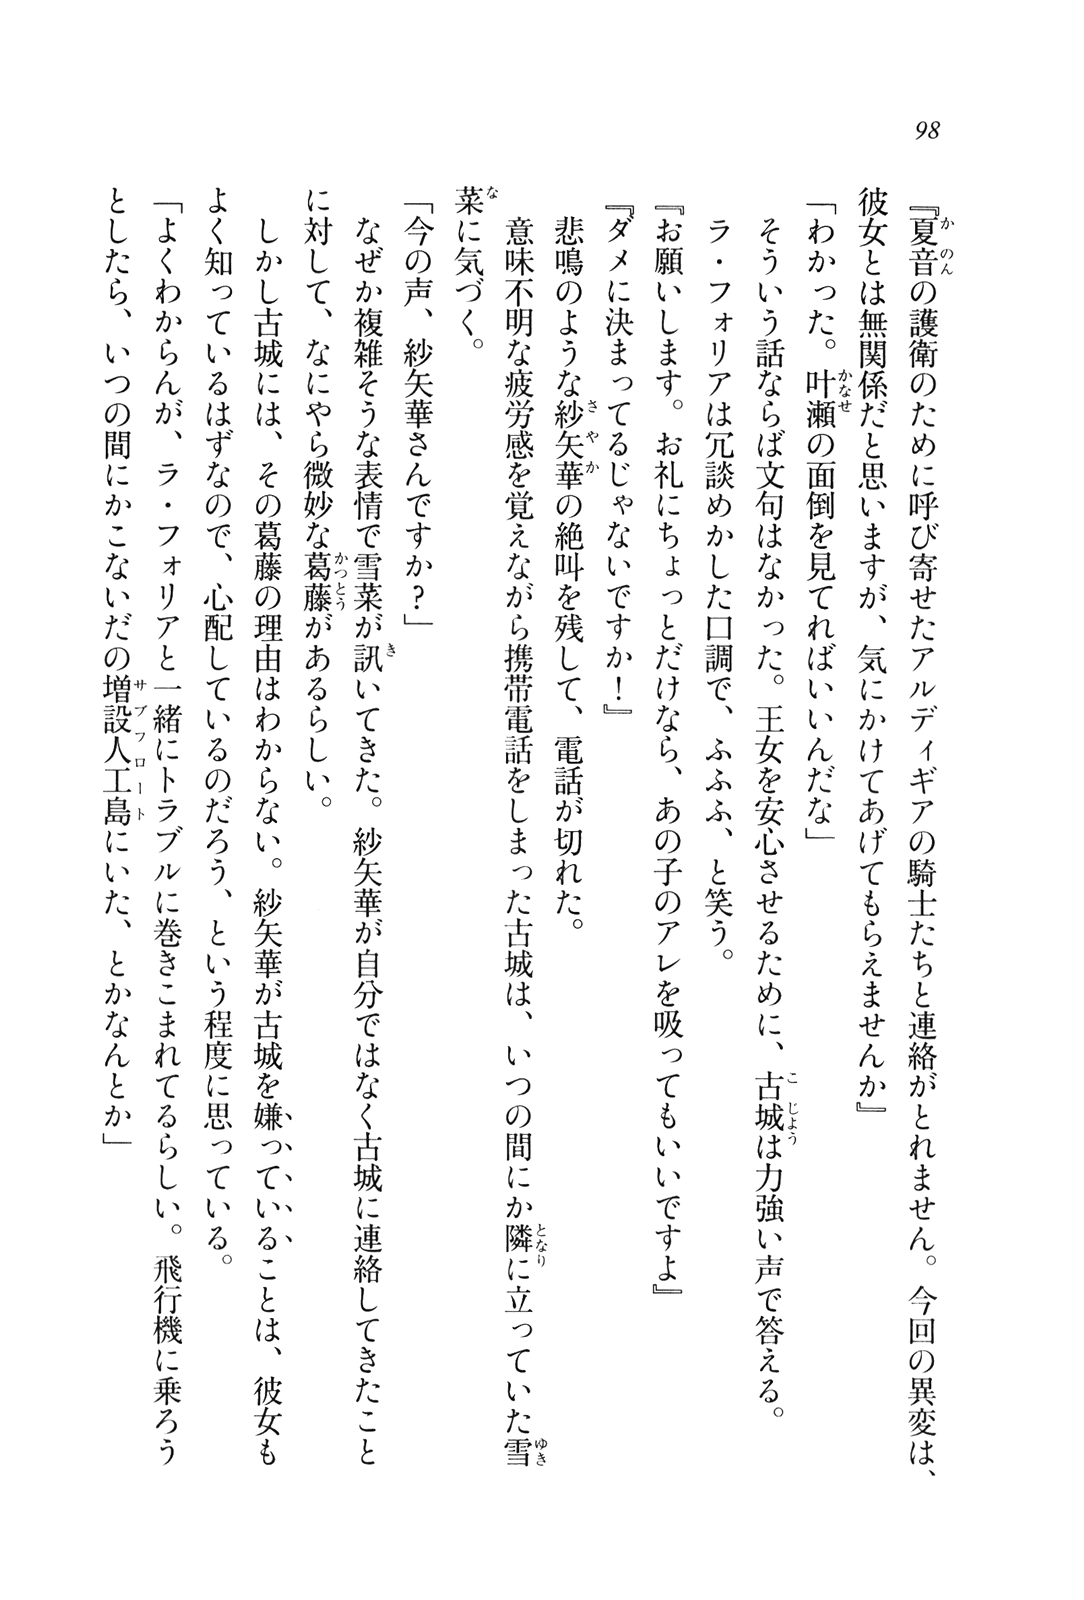 98
『夏音の護衛のために呼び寄せたアルディギアの騎士たちと連絡がとれません。今回の異変は、
彼女とは無関係だと思いますが、気にかけてあげてもらえませんか』
「わかった。叶瀬の面倒を見てればいいんだな」
そういう話ならば文句はなかった。王女を安心させるために、古城は力強い声で答える。
ラ・フォリアは冗談めかした口調で、ふふふ、と笑う。
『お願いします。お礼にちょっとだけなら、あの子のアレを吸ってもいいですよ』
『ダメに決まってるじゃないですか！』
悲鳴のような紗矢華の絶叫を残して、電話が切れた。
意味不明な疲労感を覚えながら携帯電話をしまった古城は、いつの間にか隣に立っていた雪
菜に気づく。
「今の声、紗矢華さんですか？」
なぜか複雑そうな表情で雪菜が訊いてきた。紗矢華が自分ではなく古城に連絡してきたこと
に対して、なにやら微妙な葛藤があるらしい。
しかし古城には、その葛藤の理由はわからない。紗矢華が古城を嫌っていることは、彼女も
よく知っているはずなので、心配しているのだろう、という程度に思っている。
「よくわからんが、ラ・フォリアと一緒にトラブルに巻きこまれてるらしい。飛行機に乗ろう
としたら、いつの間にかこないだの増設人工島にいた、とかなんとか」